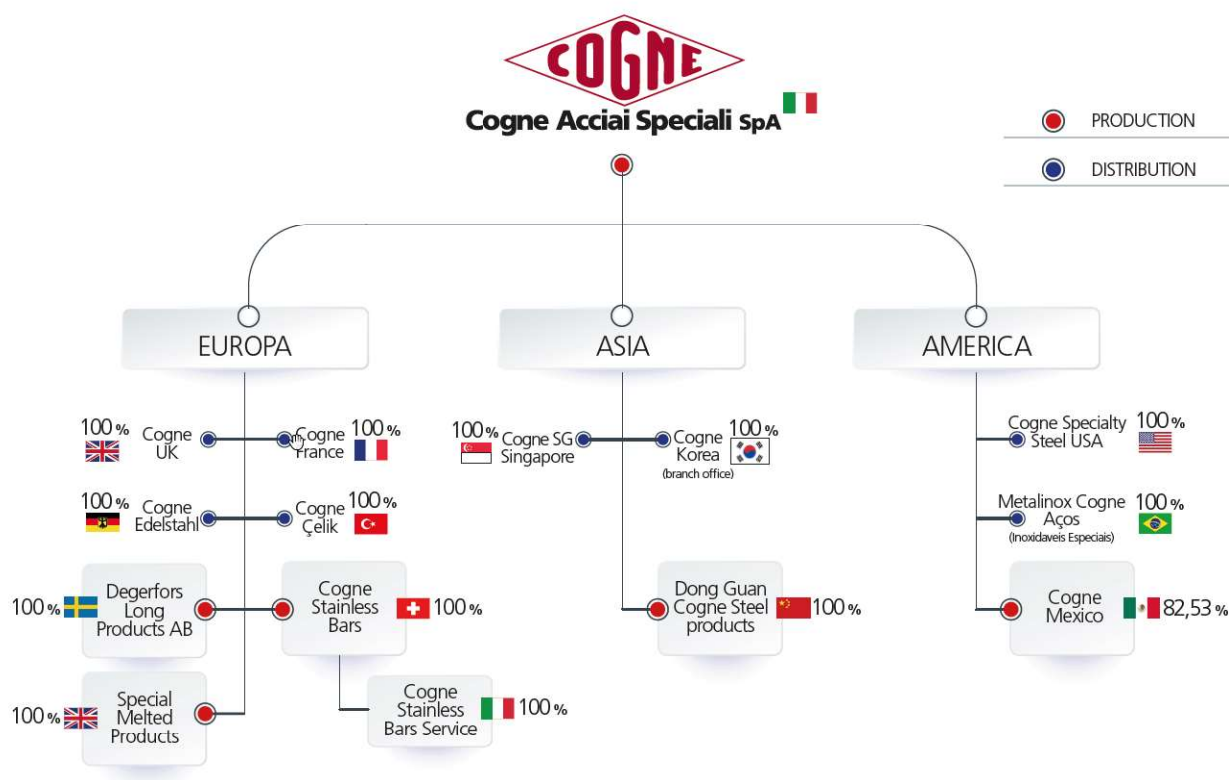 COGNE
Cogne Acciai Speciali SpA
PRODUCTION
DISTRIBUTION
EUROPA
ASIA
AMERICA
100 %
Cogne
UK
Cogne
France
100 %
100 %
Cogne
Edelstahl
Cogne
Çelik
100 %
100 %
Degerfors
Long
Products AB
Cogne
Stainless
Bars
100 %
100 %
Special
Melted
Products
Cogne
Stainless
Bars Service
100 %
100 %
Cogne SG
Singapore
Cogne
Korea
(branch office)
100 %
Dong Guan
Cogne Steel
products
100 %
Cogne Specialty
Steel USA
100 %
Metalinox Cogne
Aços
(Inoxidaveis Especiais)
100 %
Cogne
Mexico
82,53 %